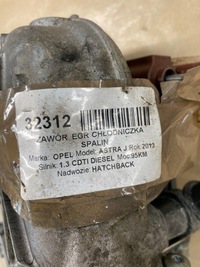 32312
ZAWÓR EGR CHŁODNICZKA
SPALIN
Marka: OPEL Model: ASTRA J Rok:2013
Silnik: 1.3 CDTI DIESEL Moc:95KM
Nadwozie: HATCHBACK